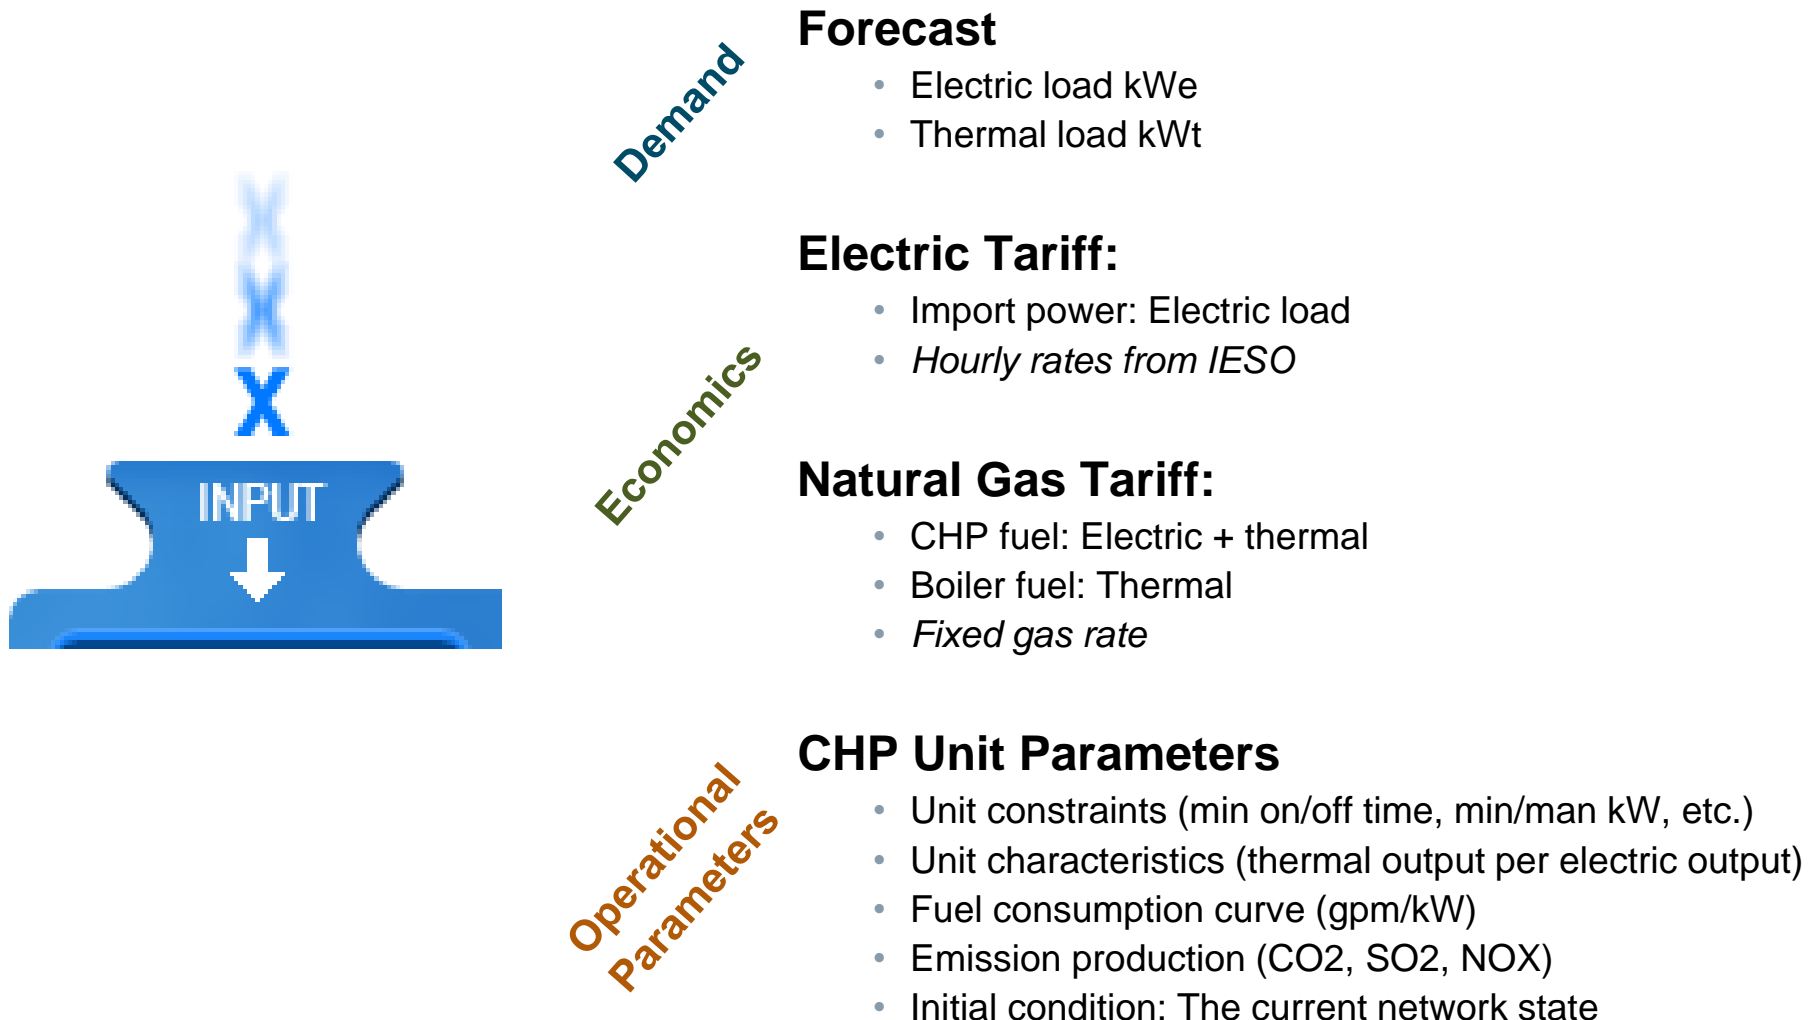 Forecast
Demand
• Electric load kWe
• Thermal load kWt
Electric Tariff:
• Import power: Electric load
• Hourly rates from IESO
Economics
Natural Gas Tariff:
• CHP fuel: Electric + thermal
• Boiler fuel: Thermal
• Fixed gas rate
X
X
X
INPUT
CHP Unit Parameters
Operational
Parameters
• Unit constraints (min on/off time, min/man kW, etc.)
• Unit characteristics (thermal output per electric output)
• Fuel consumption curve (gpm/kW)
• Emission production (CO2, SO2, NOX)
• Initial condition: The current network state